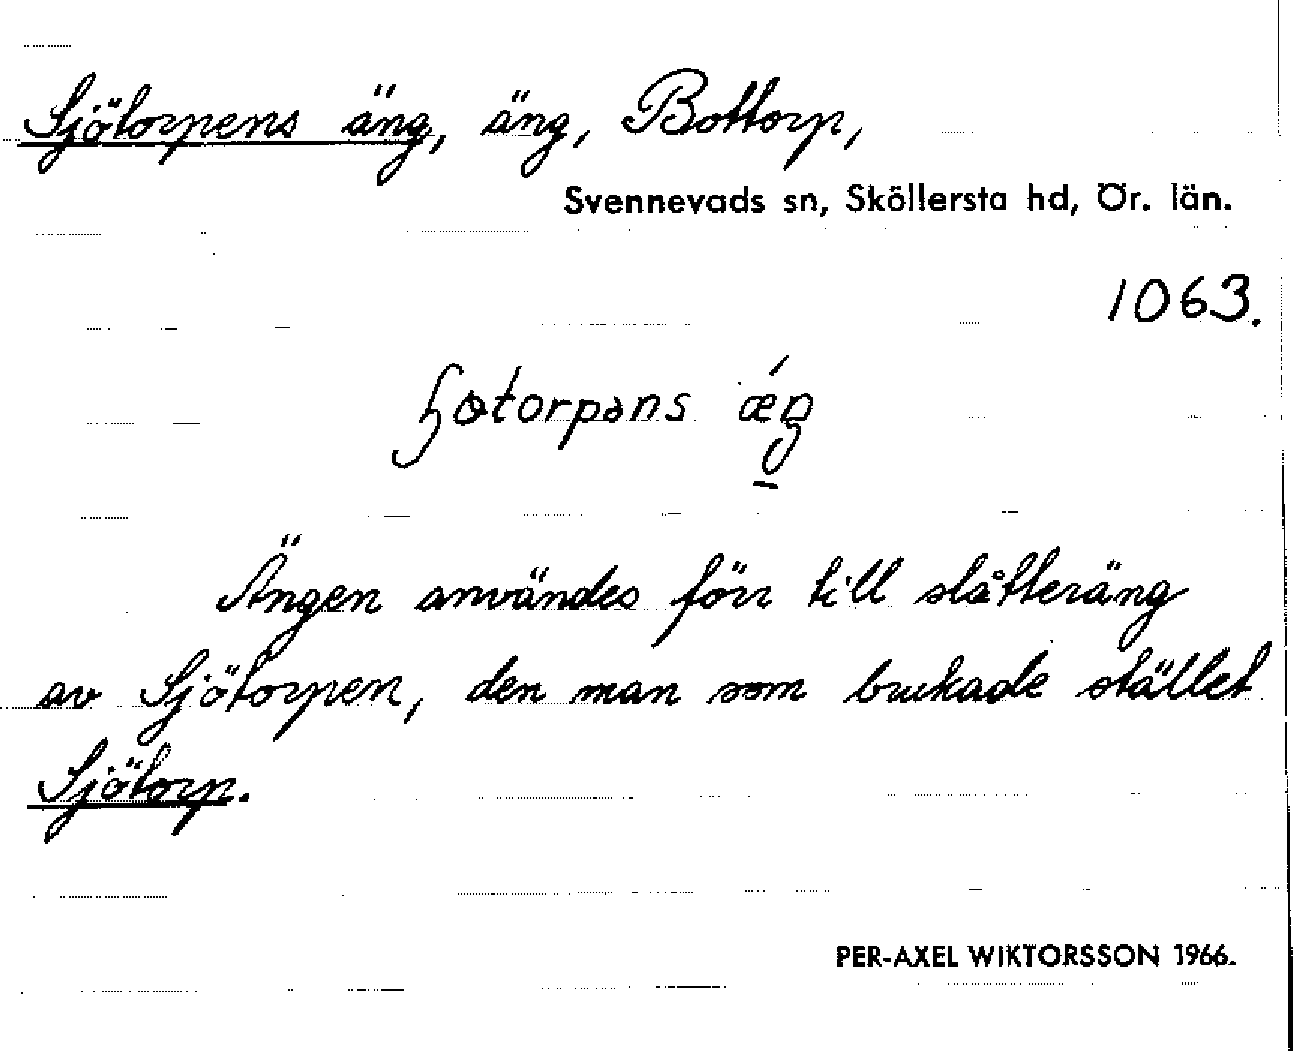 Sjötorpens äng, äng, Bottorp,
Svennevads sn, Sköllersta hd, Ör. län.
1063.
ɧøtorpəns ǽŋ
Ängen användes förr till slåtteräng
av Sjötorpen, den man som brukade stället
Sjötorp.
PER-AXEL WIKTORSSON 1966.